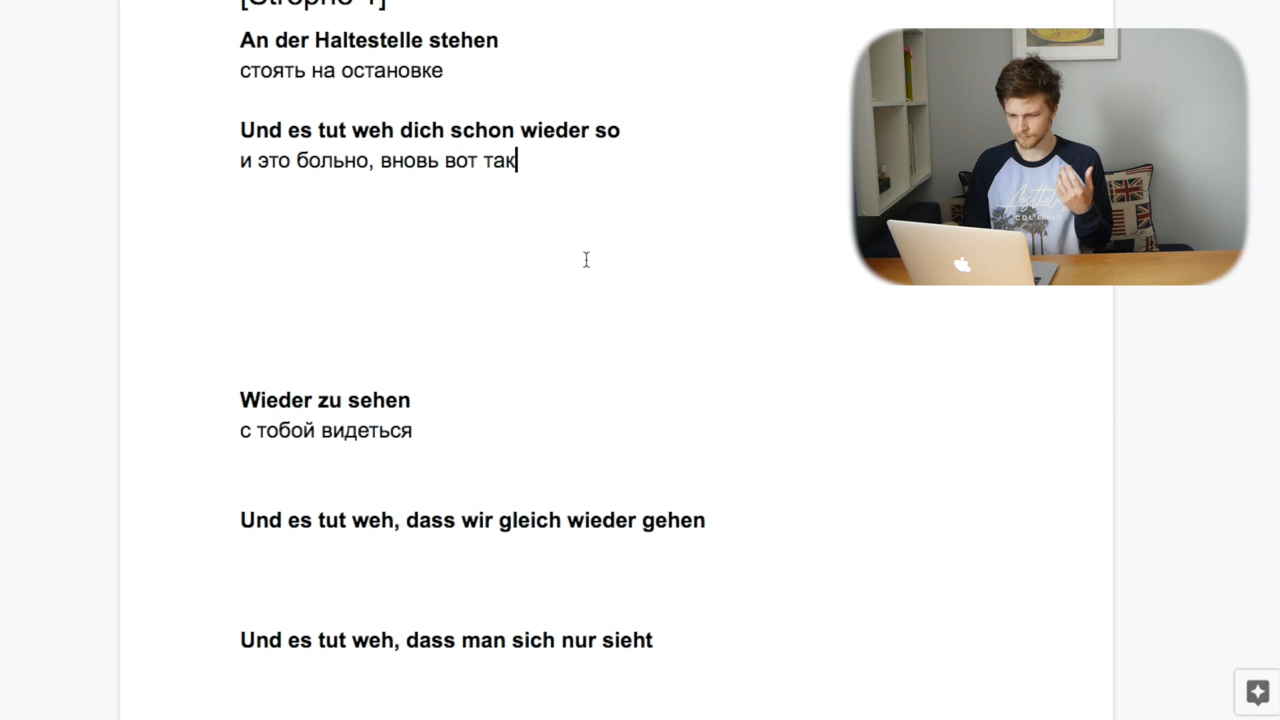 [Strophe 1]
An der Haltestelle stehen
стоять на остановке
Und es tut weh dich schon wieder so
и это больно, вновь вот так
Wieder zu sehen
с тобой видеться
Und es tut weh, dass wir gleich wieder gehen
Und es tut weh, dass man sich nur sieht